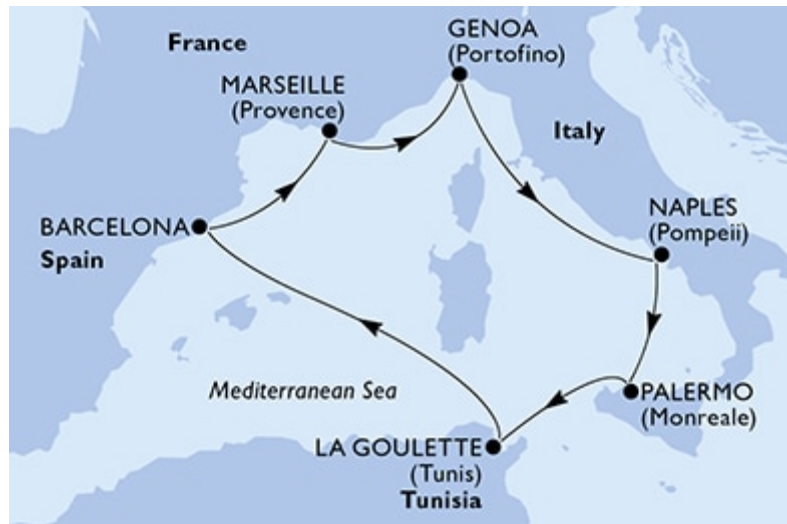 GENOA
(Portofino)
France
MARSEILLE
(Provence)
Italy
NAPLES
(Pompeii)
BARCELONA
Spain
Mediterranean Sea
PALERMO
(Monreale)
LA GOULETTE
(Tunis)
Tunisia